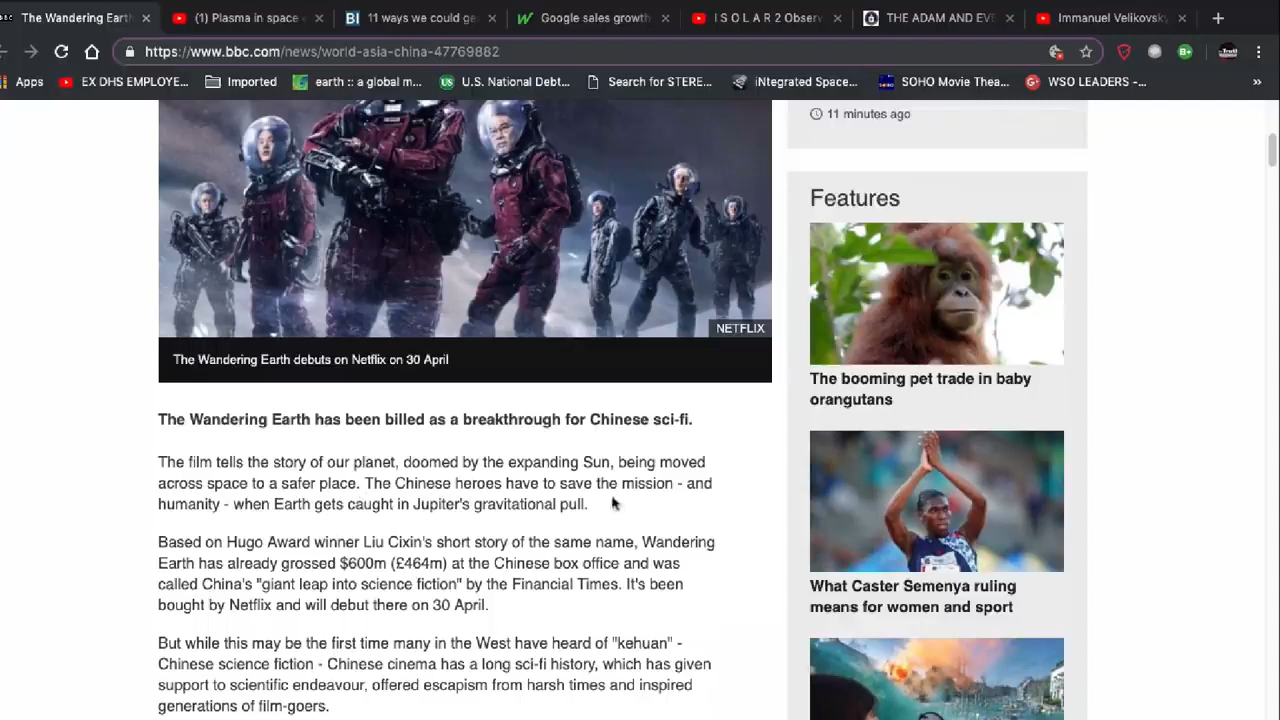 The Wandering Earth
(1) Plasma in space
11 ways we could ge
Google sales growth
I S O L A R 2 Observ
THE ADAM AND EVE
Immanuel Velikovsk
https://www.bbc.com/news/world-asia-china-47769882
Apps
EX DHS EMPLOYE...
Imported
earth :: a global m...
U.S. National Debt...
Search for STERE...
iNtegrated Space...
SOHO Movie Thea...
WSO LEADERS -...
»
11 minutes ago
NETFLIX
The Wandering Earth debuts on Netflix on 30 April
The Wandering Earth has been billed as a breakthrough for Chinese sci-fi.
The film tells the story of our planet, doomed by the expanding Sun, being moved
across space to a safer place. The Chinese heroes have to save the mission - and
humanity - when Earth gets caught in Jupiter's gravitational pull.
Based on Hugo Award winner Liu Cixin's short story of the same name, Wandering
Earth has already grossed $600m (£464m) at the Chinese box office and was
called China's "giant leap into science fiction" by the Financial Times. It's been
bought by Netflix and will debut there on 30 April.
But while this may be the first time many in the West have heard of "kehuan" -
Chinese science fiction - Chinese cinema has a long sci-fi history, which has given
support to scientific endeavour, offered escapism from harsh times and inspired
generations of film-goers.
Features
The booming pet trade in baby
orangutans
What Caster Semenya ruling
means for women and sport